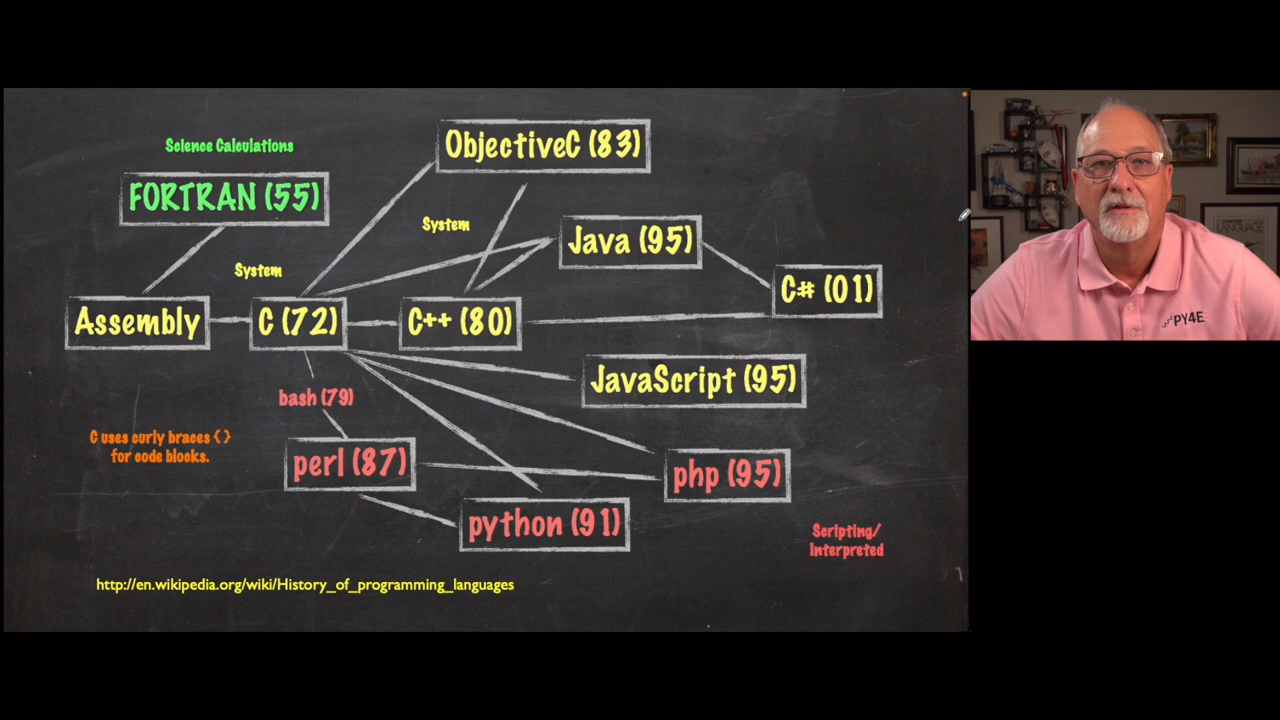 Science Calculations
FORTRAN (55)
ObjectiveC (83)
System
Java (95)
System
C# (01)
Assembly
C (72)
C++ (80)
JavaScript (95)
bash (79)
C uses curly braces { }
for code blocks.
perl (87)
php (95)
python (91)
Scripting/
Interpreted
http://en.wikipedia.org/wiki/History_of_programming_languages
LANGUAGE
PY4E